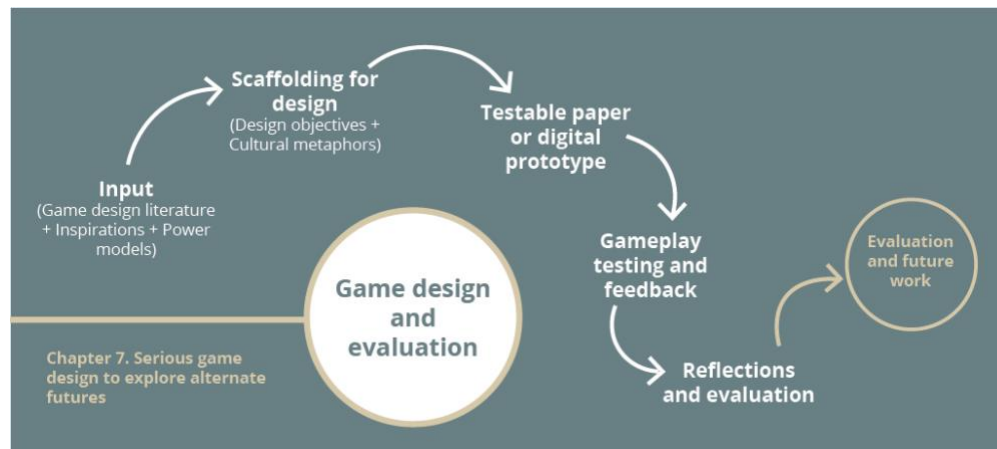 Input
(Game design literature
+ Inspirations + Power
models)
Scaffolding for
design
(Design objectives +
Cultural metaphors)
Testable paper
or digital
prototype
Gameplay
testing and
feedback
Reflections
and evaluation
Evaluation
and future
work
Game design
and
evaluation
Chapter 7. Serious game
design to explore alternate
futures